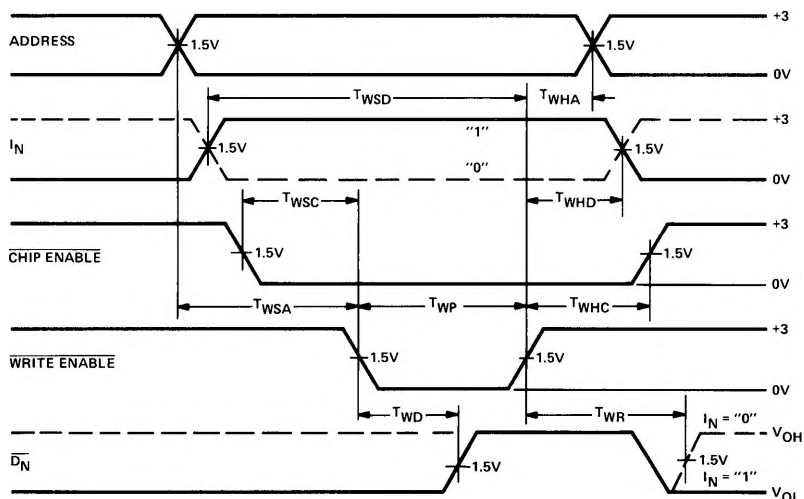 +3
ADDRESS
1.5V
1.5V
0V
TWSD
TWHA
+3
IN
1.5V
"1"
"0"
1.5V
0V
TWSC
TWHD
+3
CHIP ENABLE
1.5V
1.5V
0V
TWSA
TWP
TWHC
+3
WRITE ENABLE
1.5V
1.5V
0V
TWD
TWR
IN = "0"
VOH
DN
1.5V
1.5V
IN = "1"
VOL